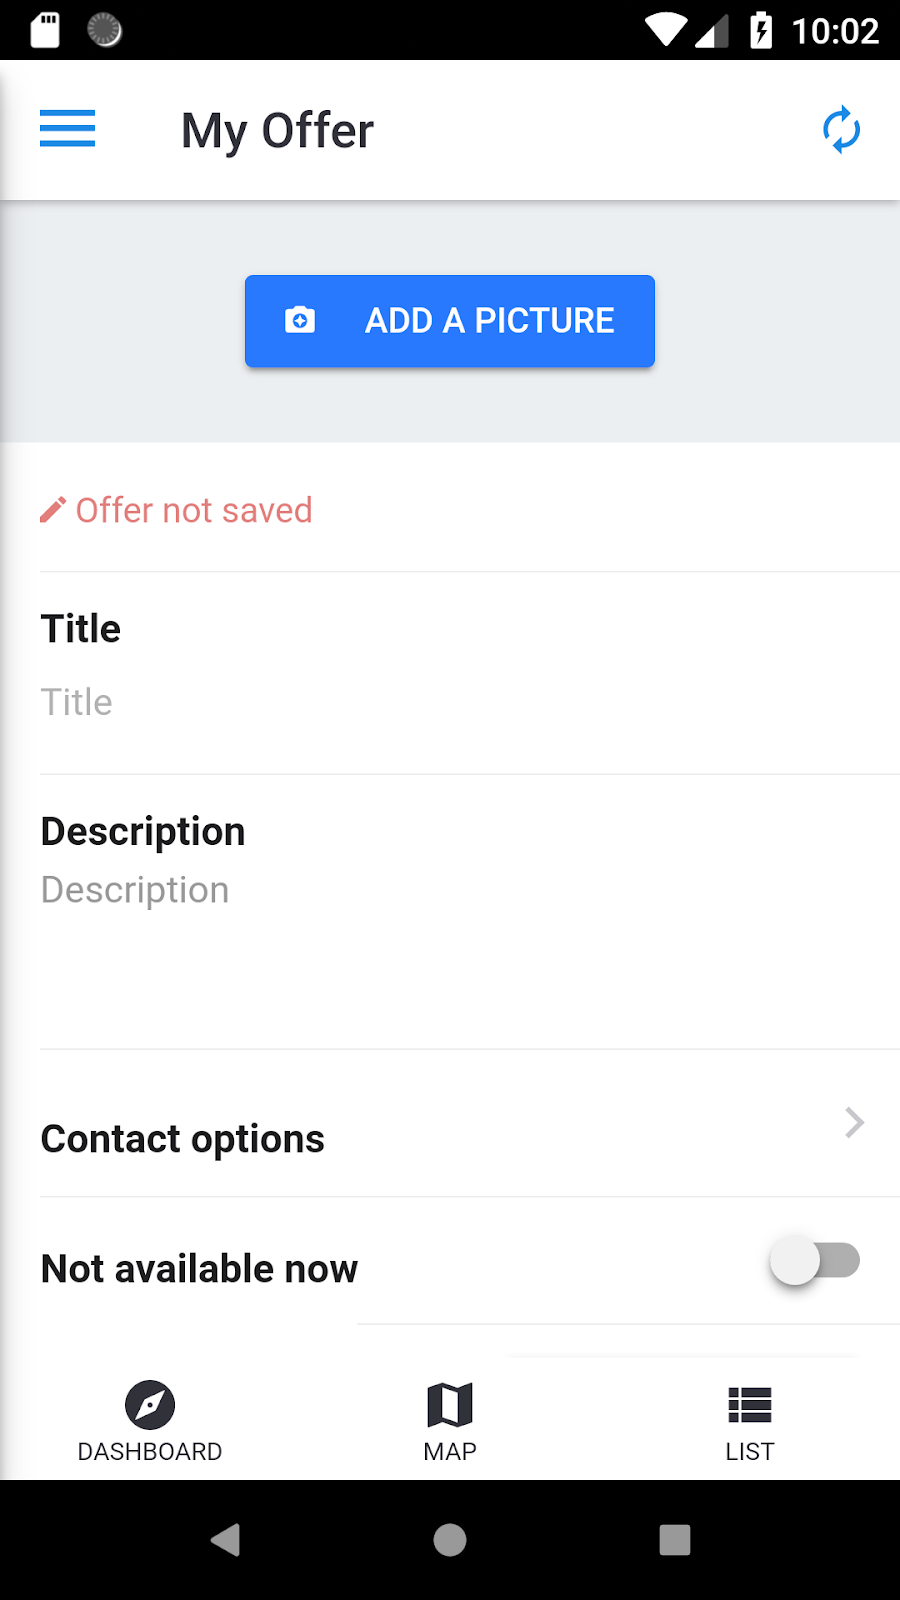 10:02
My Offer
ADD A PICTURE
Offer not saved
Title
Title
Description
Description
Contact options
Not available now
DASHBOARD
MAP
LIST